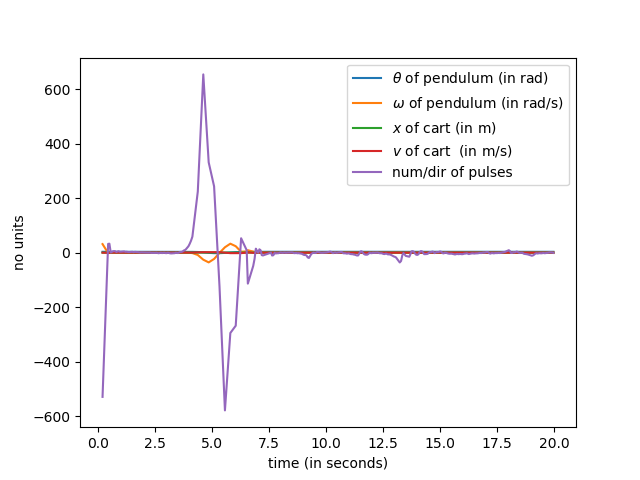 θ of pendulum (in rad)
ω of pendulum (in rad/s)
x of cart (in m)
v of cart (in m/s)
num/dir of pulses
no units
600
400
200
0
−200
−400
−600
0.0 2.5 5.0 7.5 10.0 12.5 15.0 17.5 20.0
time (in seconds)